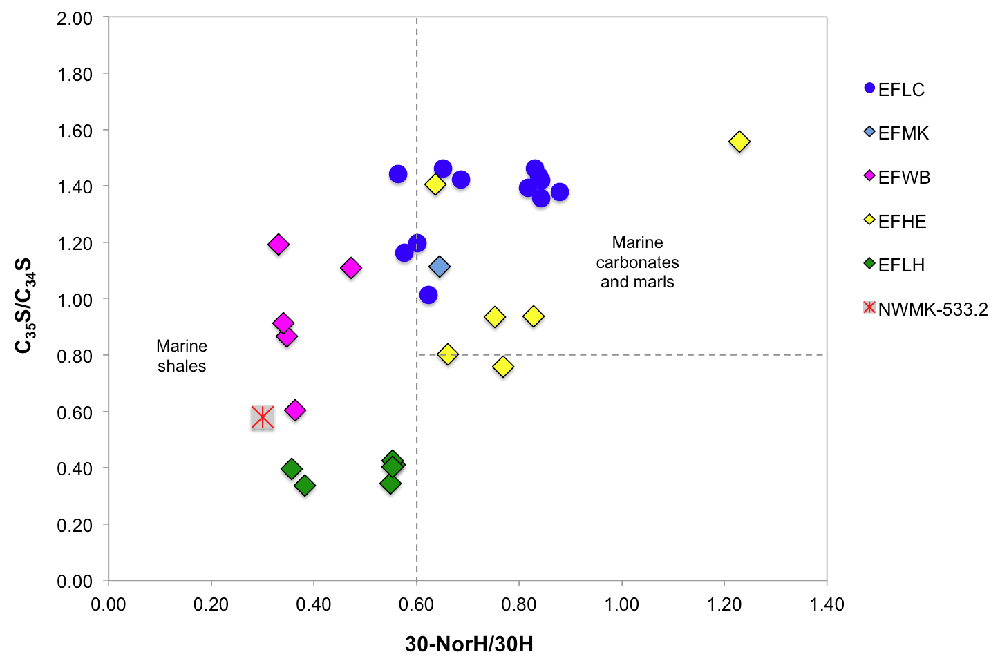 2.00
1.80
1.60
1.40
1.20
1.00
0.80
0.60
0.40
0.20
0.00
C₃₅S/C₃₄S
0.00 0.20 0.40 0.60 0.80 1.00 1.20 1.40
30-NorH/30H
Marine
shales
Marine
carbonates
and marls
EFLC
EFMK
EFWB
EFHE
EFLH
NWMK-533.2